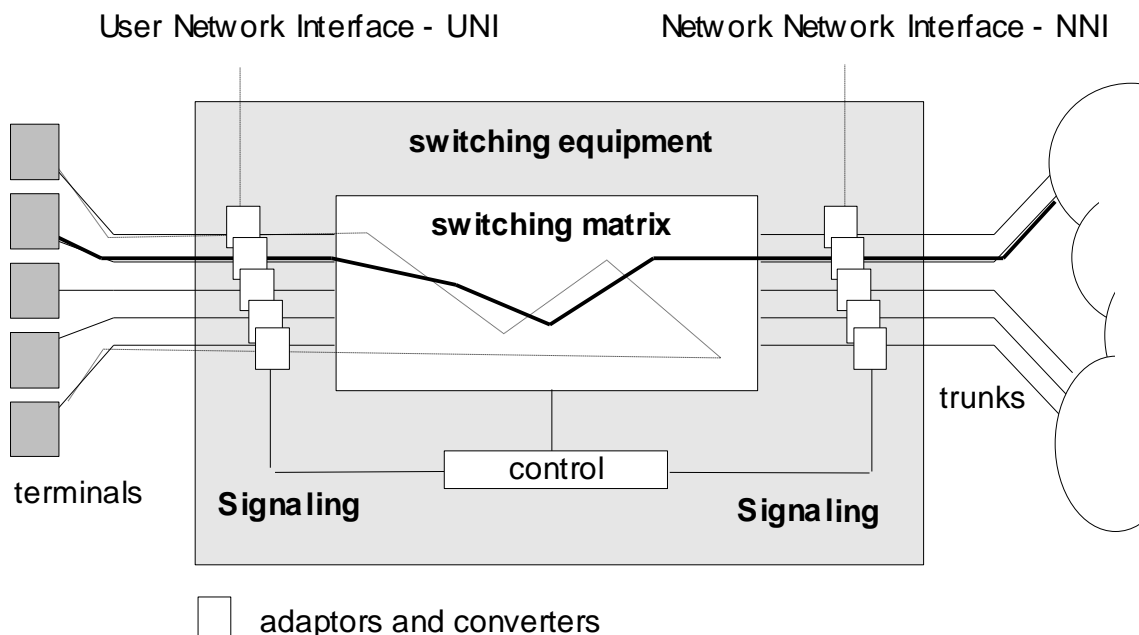 User Network Interface - UNI
Network Network Interface - NNI
switching equipment
switching matrix
trunks
control
terminals
Signaling
Signaling
adaptors and converters